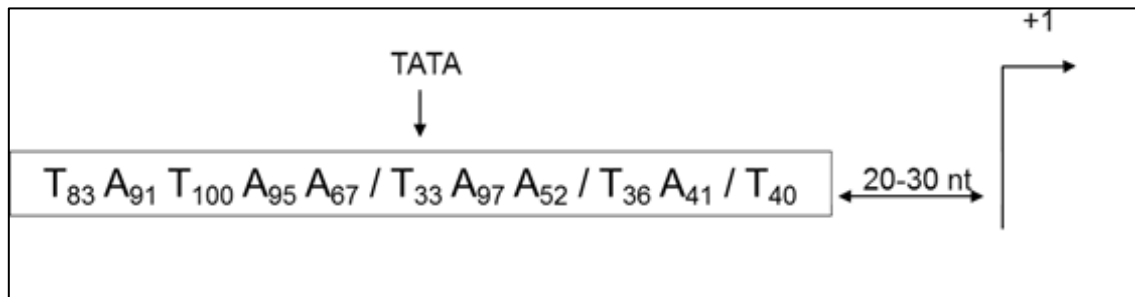 +1
TATA
T₈₃ A₉₁ T₁₀₀ A₉₅ A₆₇ / T₃₃ A₉₇ A₅₂ / T₃₆ A₄₁ / T₄₀
20-30 nt